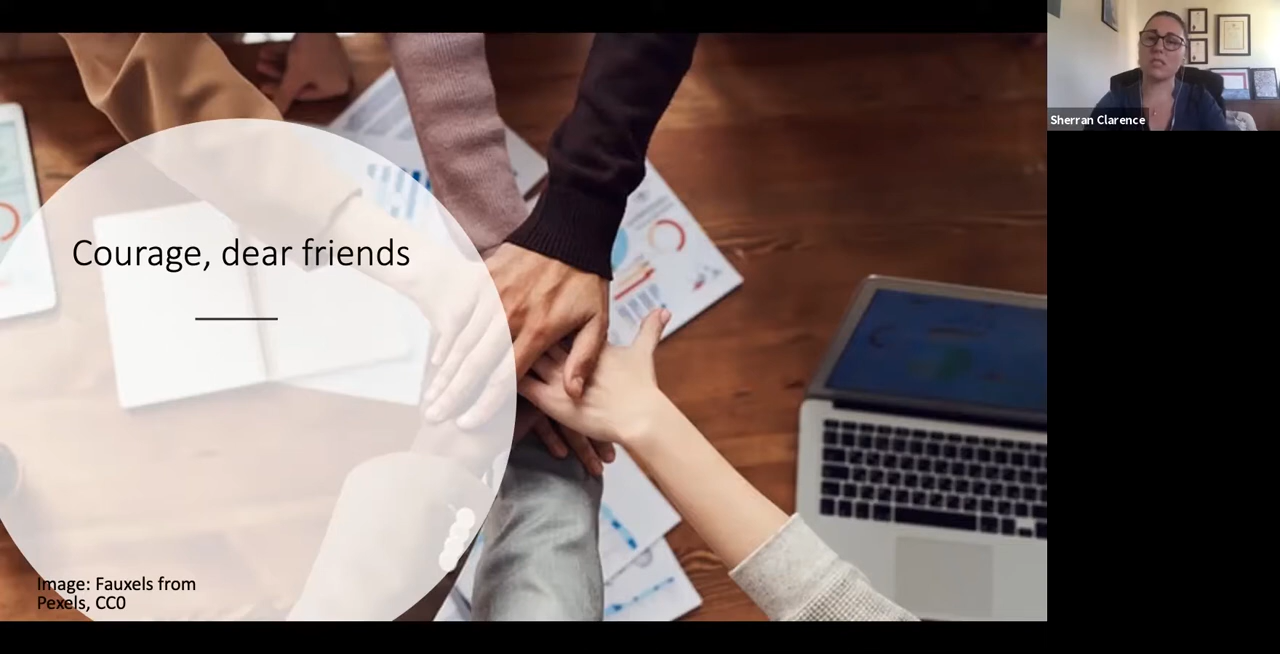 Courage, dear friends
Image: Fauxels from
Pexels, CC0
Sherran Clarence